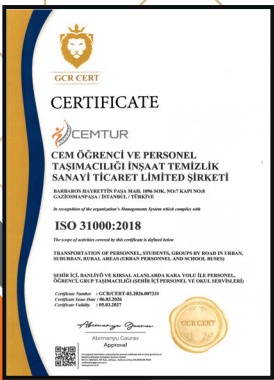 GCR CERT
CERTIFICATE
CEMTUR
CEM ÖĞRENCİ VE PERSONEL
TAŞIMACILIĞI İNŞAAT TEMİZLİK
SANAYİ TİCARET LİMİTED ŞİRKETİ
BARBAROS HAYRETTİN PAŞA MAH. 1096 SOK. NO:7 KAPI NO:8
GAZİOSMANPAŞA / İSTANBUL / TÜRKİYE
In recognition of the organization's Management System which complies with
ISO 31000:2018
The scope of activities covered by this certificate is defined below
TRANSPORTATION OF PERSONNEL, STUDENTS, GROUPS BY ROAD IN URBAN,
SUBURBAN, RURAL AREAS (URBAN PERSONNEL AND SCHOOL BUSES)
ŞEHİR İÇİ, BANLİYÖ VE KIRSAL ALANLARDA KARA YOLU İLE PERSONEL,
ÖĞRENCİ, GRUP TAŞIMACILIĞI (ŞEHİR İÇİ PERSONEL VE OKUL SERVİSLERİ)
Certificate Number : GCR/CERT-03.2026.007231
Certificate Issue Date : 06.03.2026
Validity : 05.03.2027
Abimanyu Gaurav
Abimanyu Gaurav
Approval
GCR CERT